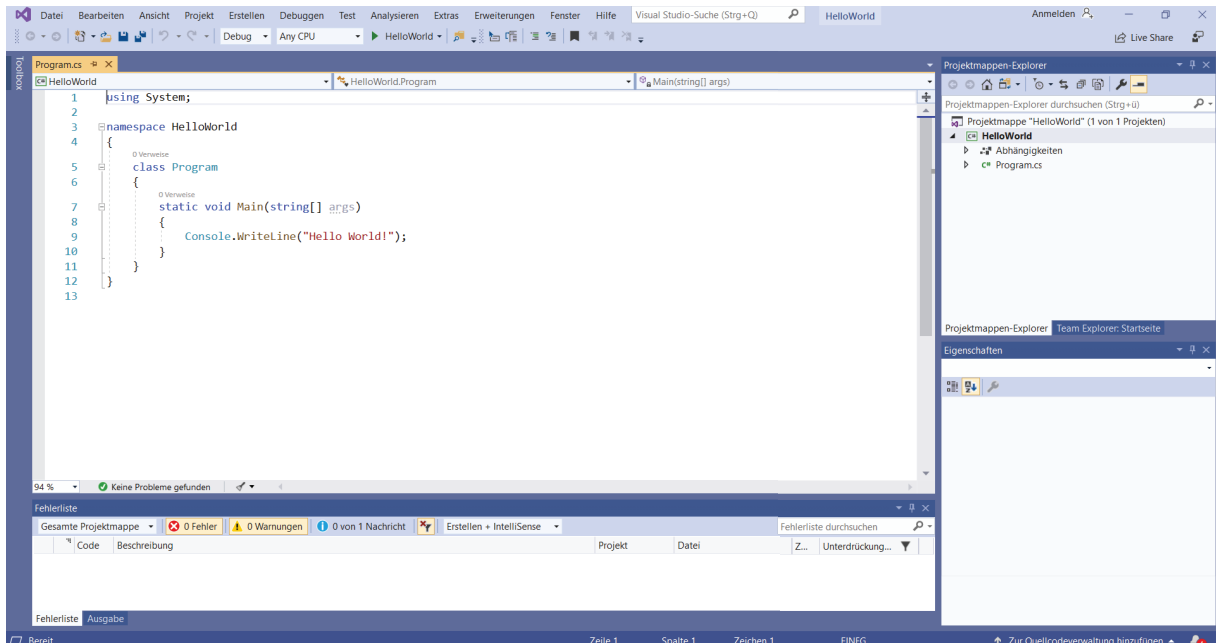 Datei Bearbeiten Ansicht Projekt Erstellen Debuggen Test Analysieren Extras Erweiterungen Fenster Hilfe Visual Studio-Suche (Strg+Q) HelloWorld Anmelden
Debug Any CPU HelloWorld Live Share
Toolbox
Program.cs
HelloWorld HelloWorld.Program Main(string[] args)
1 using System;
2
3 namespace HelloWorld
4 {
0 Verweise
5 class Program
6 {
0 Verweise
7 static void Main(string[] args)
8 {
9 Console.WriteLine("Hello World!");
10 }
11 }
12 }
13
94 % Keine Probleme gefunden
Projektmappen-Explorer
Projektmappen-Explorer durchsuchen (Strg+ü)
Projektmappe "HelloWorld" (1 von 1 Projekten)
C# HelloWorld
Abhängigkeiten
C# Program.cs
Projektmappen-Explorer Team Explorer: Startseite
Eigenschaften
Fehlerliste
Gesamte Projektmappe 0 Fehler 0 Warnungen 0 von 1 Nachricht Erstellen + IntelliSense Fehlerliste durchsuchen
Code Beschreibung Projekt Datei Z... Unterdrückung...
Fehlerliste Ausgabe
Bereit Zeile 1 Spalte 1 Zeichen 1 EINFG Zur Quellcodeverwaltung hinzufügen